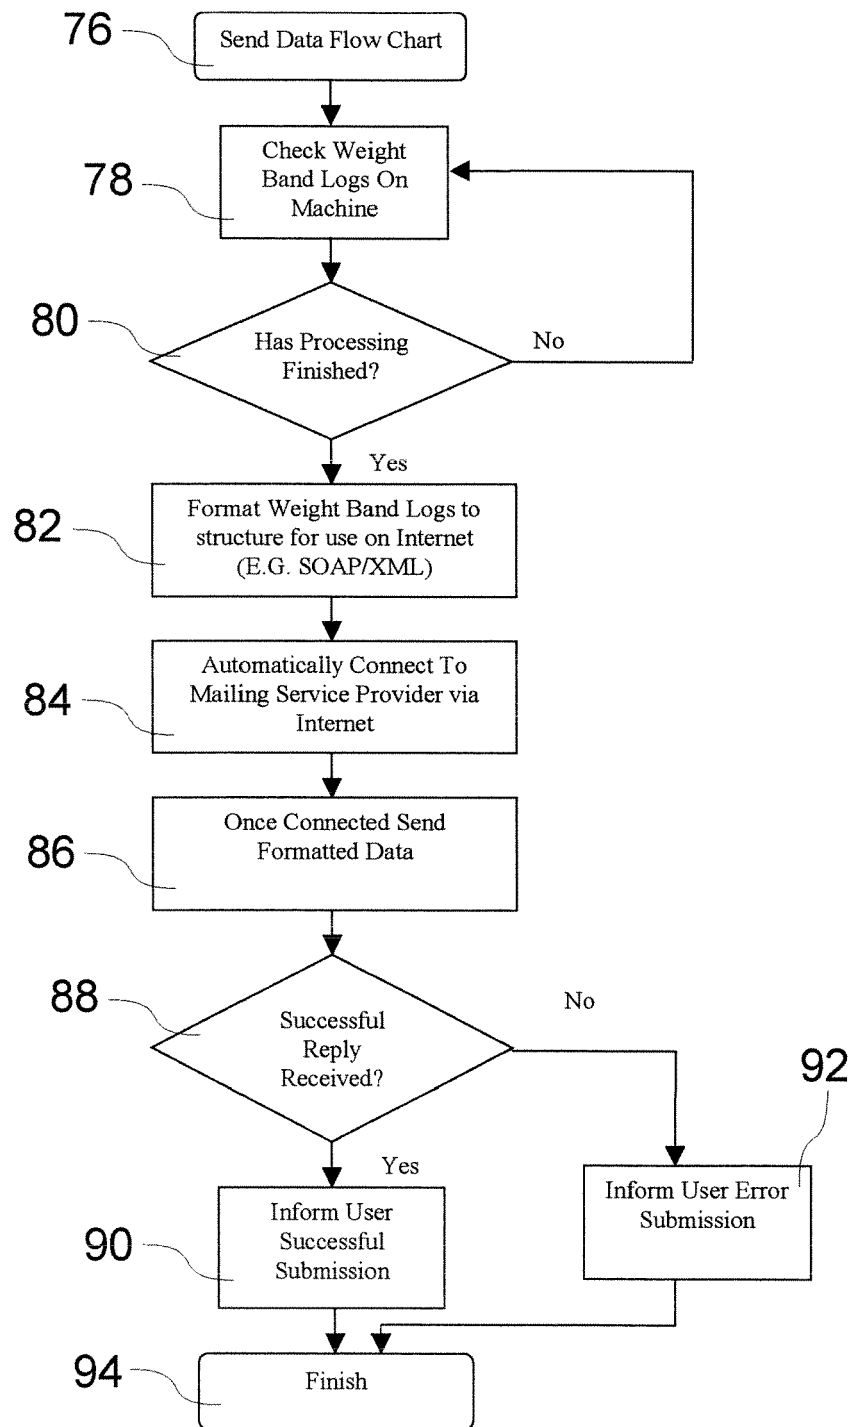 76
Send Data Flow Chart
78
Check Weight
Band Logs On
Machine
80
Has Processing
Finished?
No
Yes
82
Format Weight Band Logs to
structure for use on Internet
(E.G. SOAP/XML)
84
Automatically Connect To
Mailing Service Provider via
Internet
86
Once Connected Send
Formatted Data
88
Successful
Reply
Received?
No
Yes
92
Inform User Error
Submission
90
Inform User
Successful
Submission
94
Finish